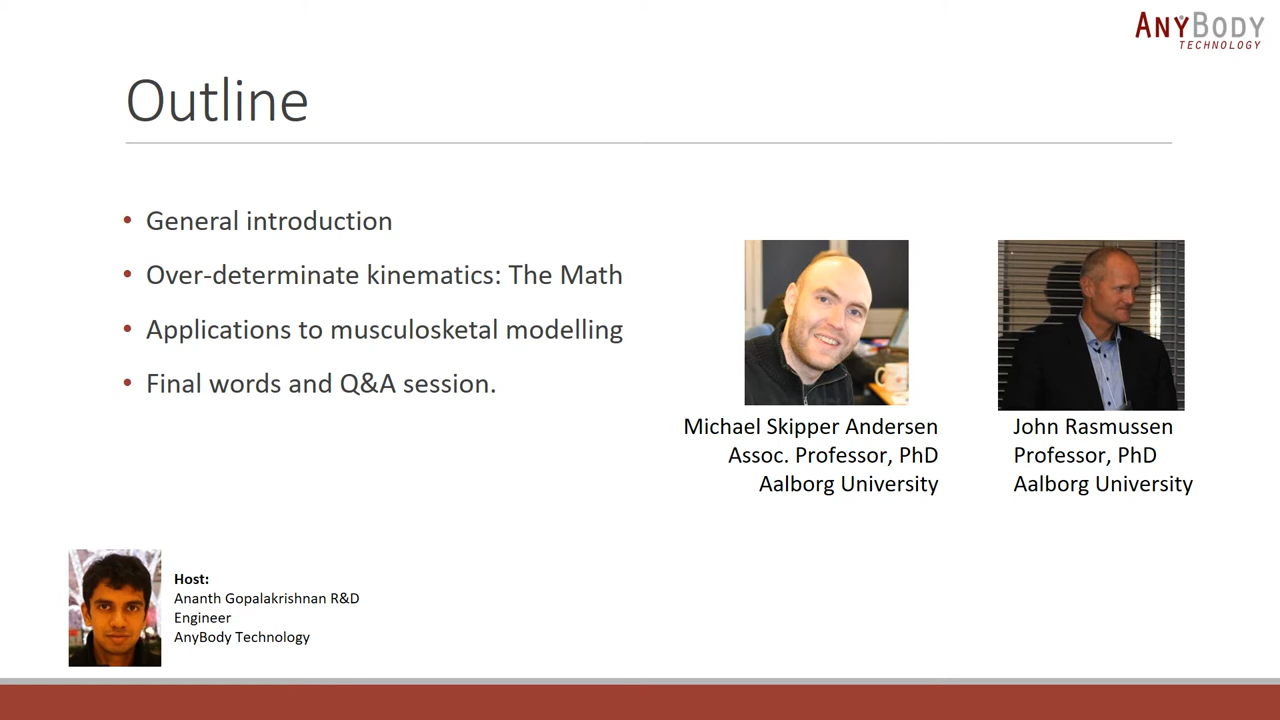 ANYBODY
TECHNOLOGY
Outline
• General introduction
• Over-determinate kinematics: The Math
• Applications to musculosketal modelling
• Final words and Q&A session.
Michael Skipper Andersen
Assoc. Professor, PhD
Aalborg University
John Rasmussen
Professor, PhD
Aalborg University
Host:
Ananth Gopalakrishnan R&D
Engineer
AnyBody Technology